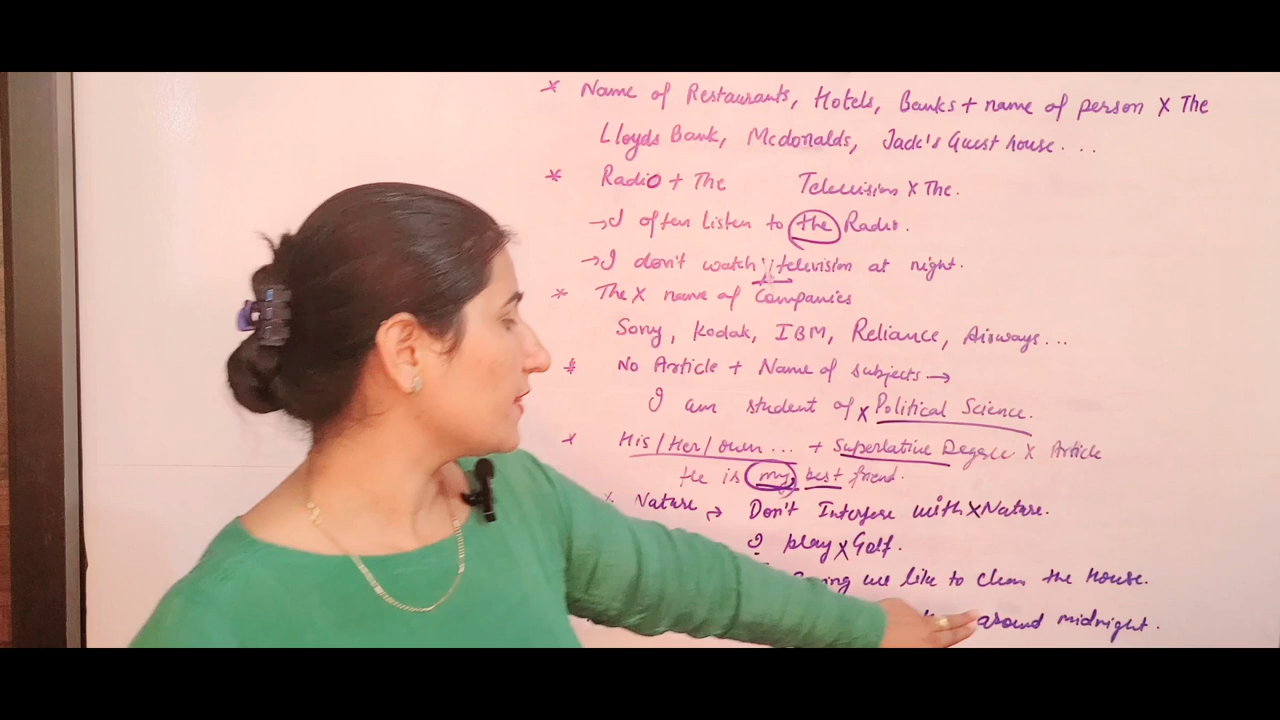 * Name of Restaurants, Hotels, Banks + name of person × The
Lloyds Bank, Mcdonalds, Jack's Guest house...
* Radio + The Television × The.
→ I often listen to the Radio.
→ I don't watch television at night.
* The × name of Companies
Sony, Kodak, IBM, Reliance, Airways...
* No Article + Name of subjects →
I am student of × Political Science.
* His/Her/own... + Superlative Degree × Article
He is my best friend.
* Nature → Don't Interfere with × Nature.
I play × Golf.
we like to clean the house.
around midnight.